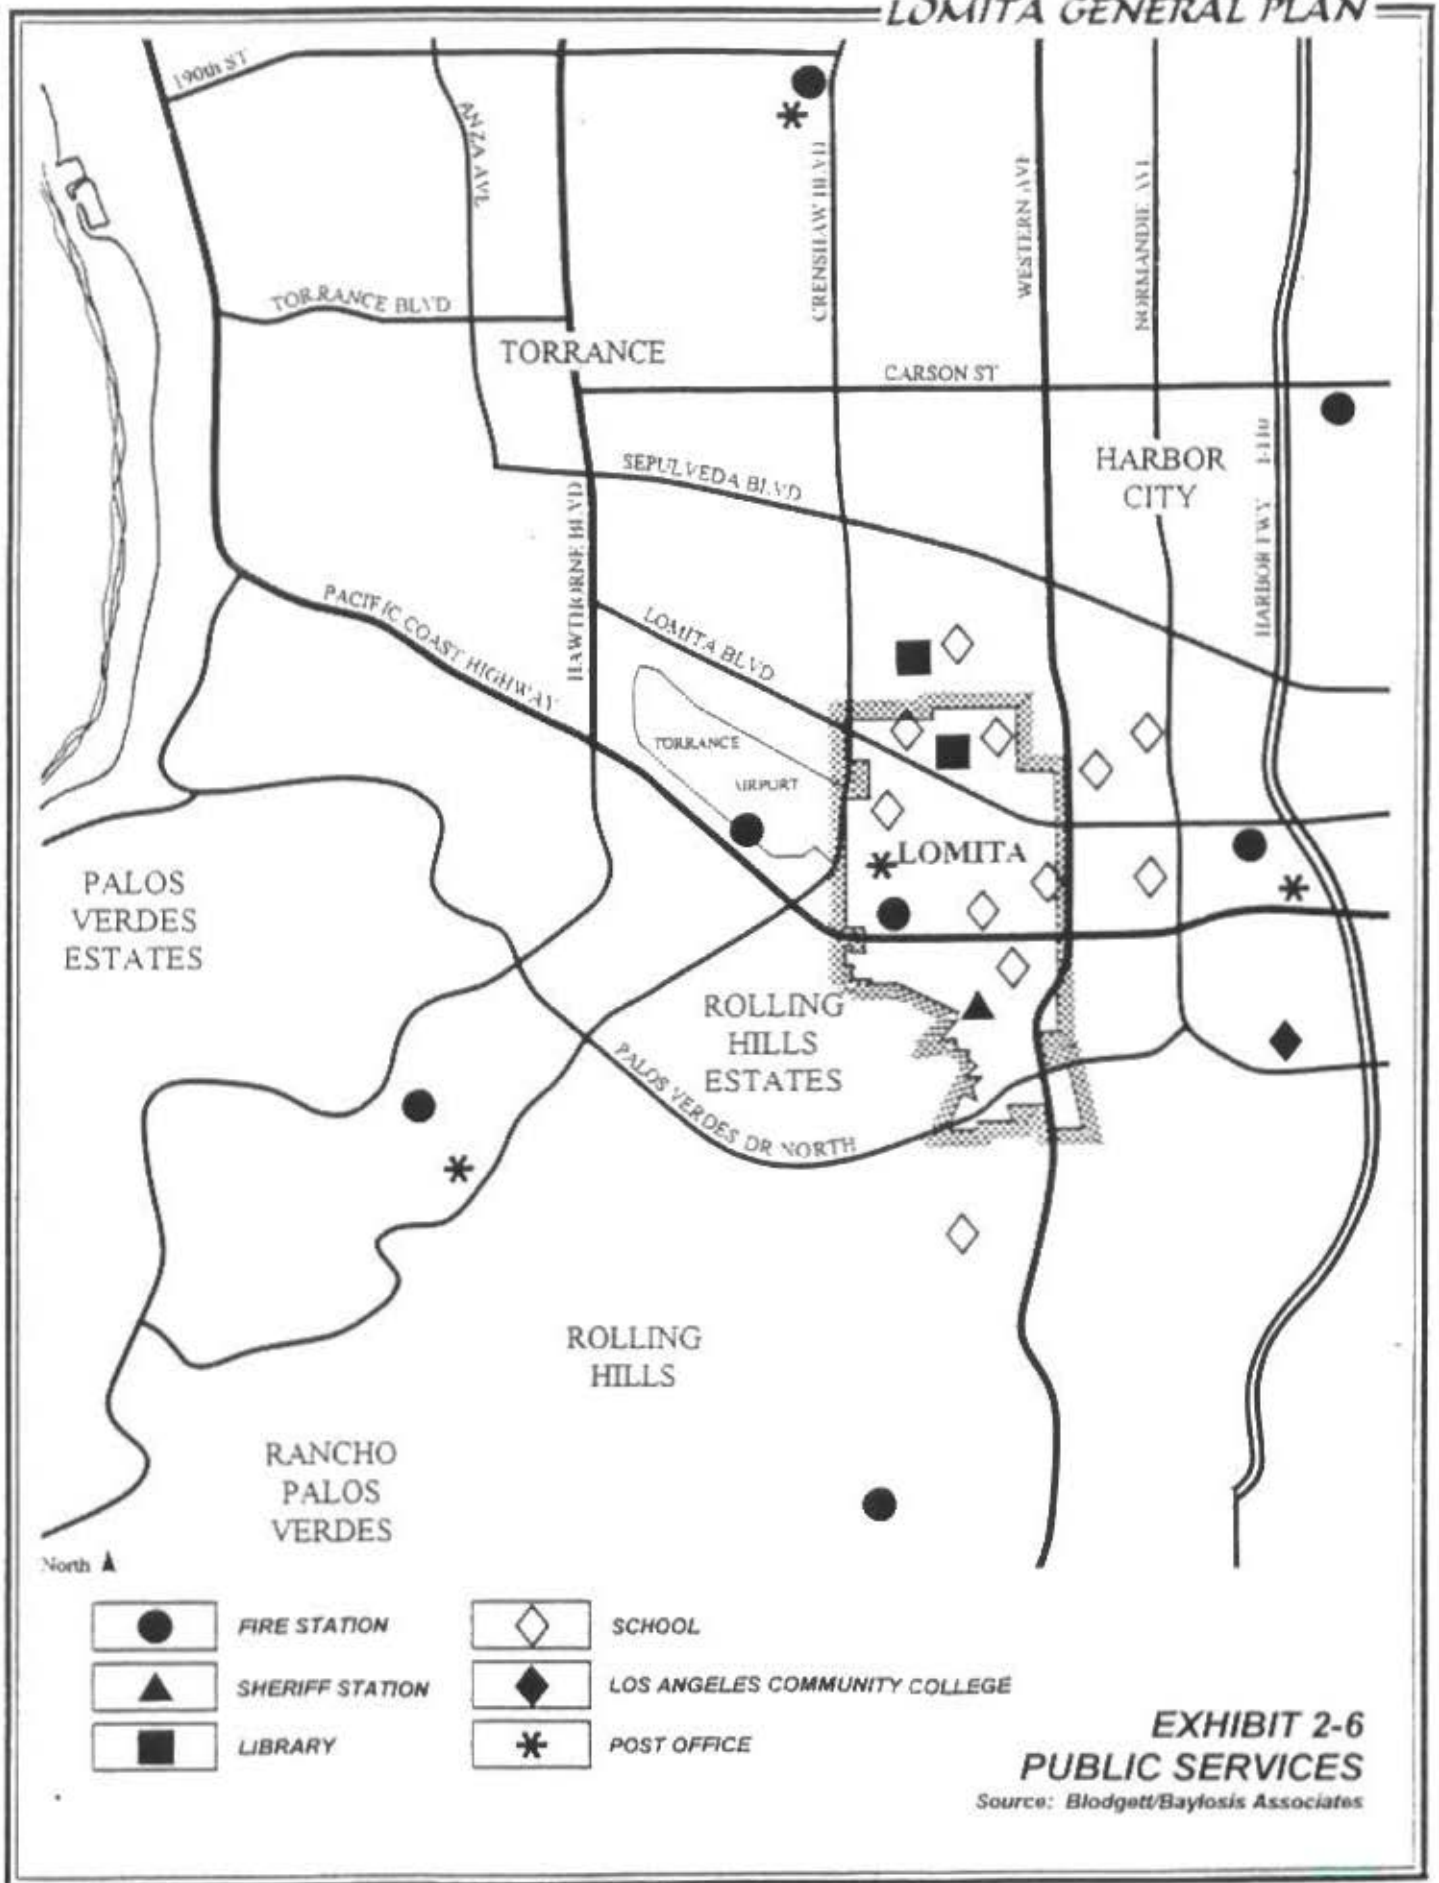 LOMITA GENERAL PLAN
190th ST
ANZA AVE
CRENSHAW BLVD
WESTERN AVE
NORMANDIE AVE
TORRANCE BLVD
TORRANCE
CARSON ST
HARBOR
CITY
SEPULVEDA BLVD
HARBOR FWY I-110
HAWTHORNE BLVD
PACIFIC COAST HIGHWAY
LOMITA BLVD
TORRANCE
AIRPORT
LOMITA
PALOS
VERDES
ESTATES
ROLLING
HILLS
ESTATES
PALOS VERDES DR NORTH
ROLLING
HILLS
RANCHO
PALOS
VERDES
North
FIRE STATION
SCHOOL
SHERIFF STATION
LOS ANGELES COMMUNITY COLLEGE
LIBRARY
POST OFFICE
EXHIBIT 2-6
PUBLIC SERVICES
Source: Blodgett/Baylosis Associates